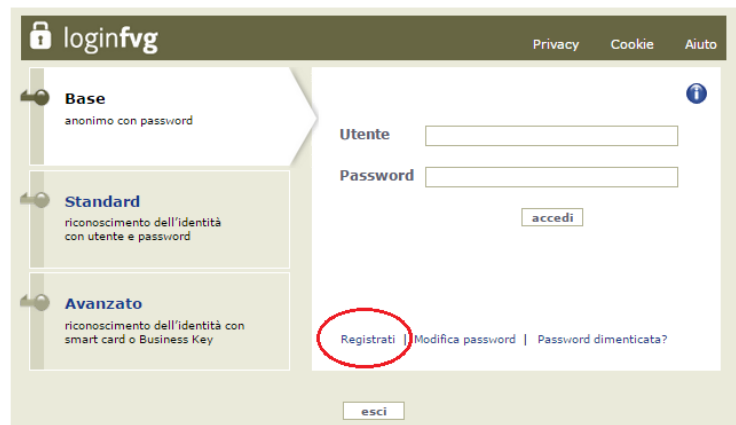 loginfvg
Privacy Cookie Aiuto
Base
anonimo con password
Standard
riconoscimento dell'identità
con utente e password
Avanzato
riconoscimento dell'identità con
smart card o Business Key
i
Utente
Password
accedi
Registrati | Modifica password | Password dimenticata?
esci